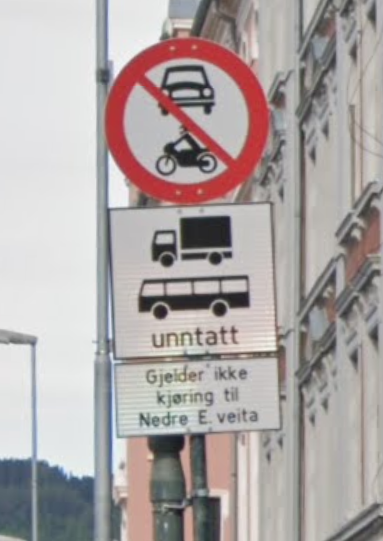 unntatt
Gjelder ikke
kjøring til
Nedre E. veita